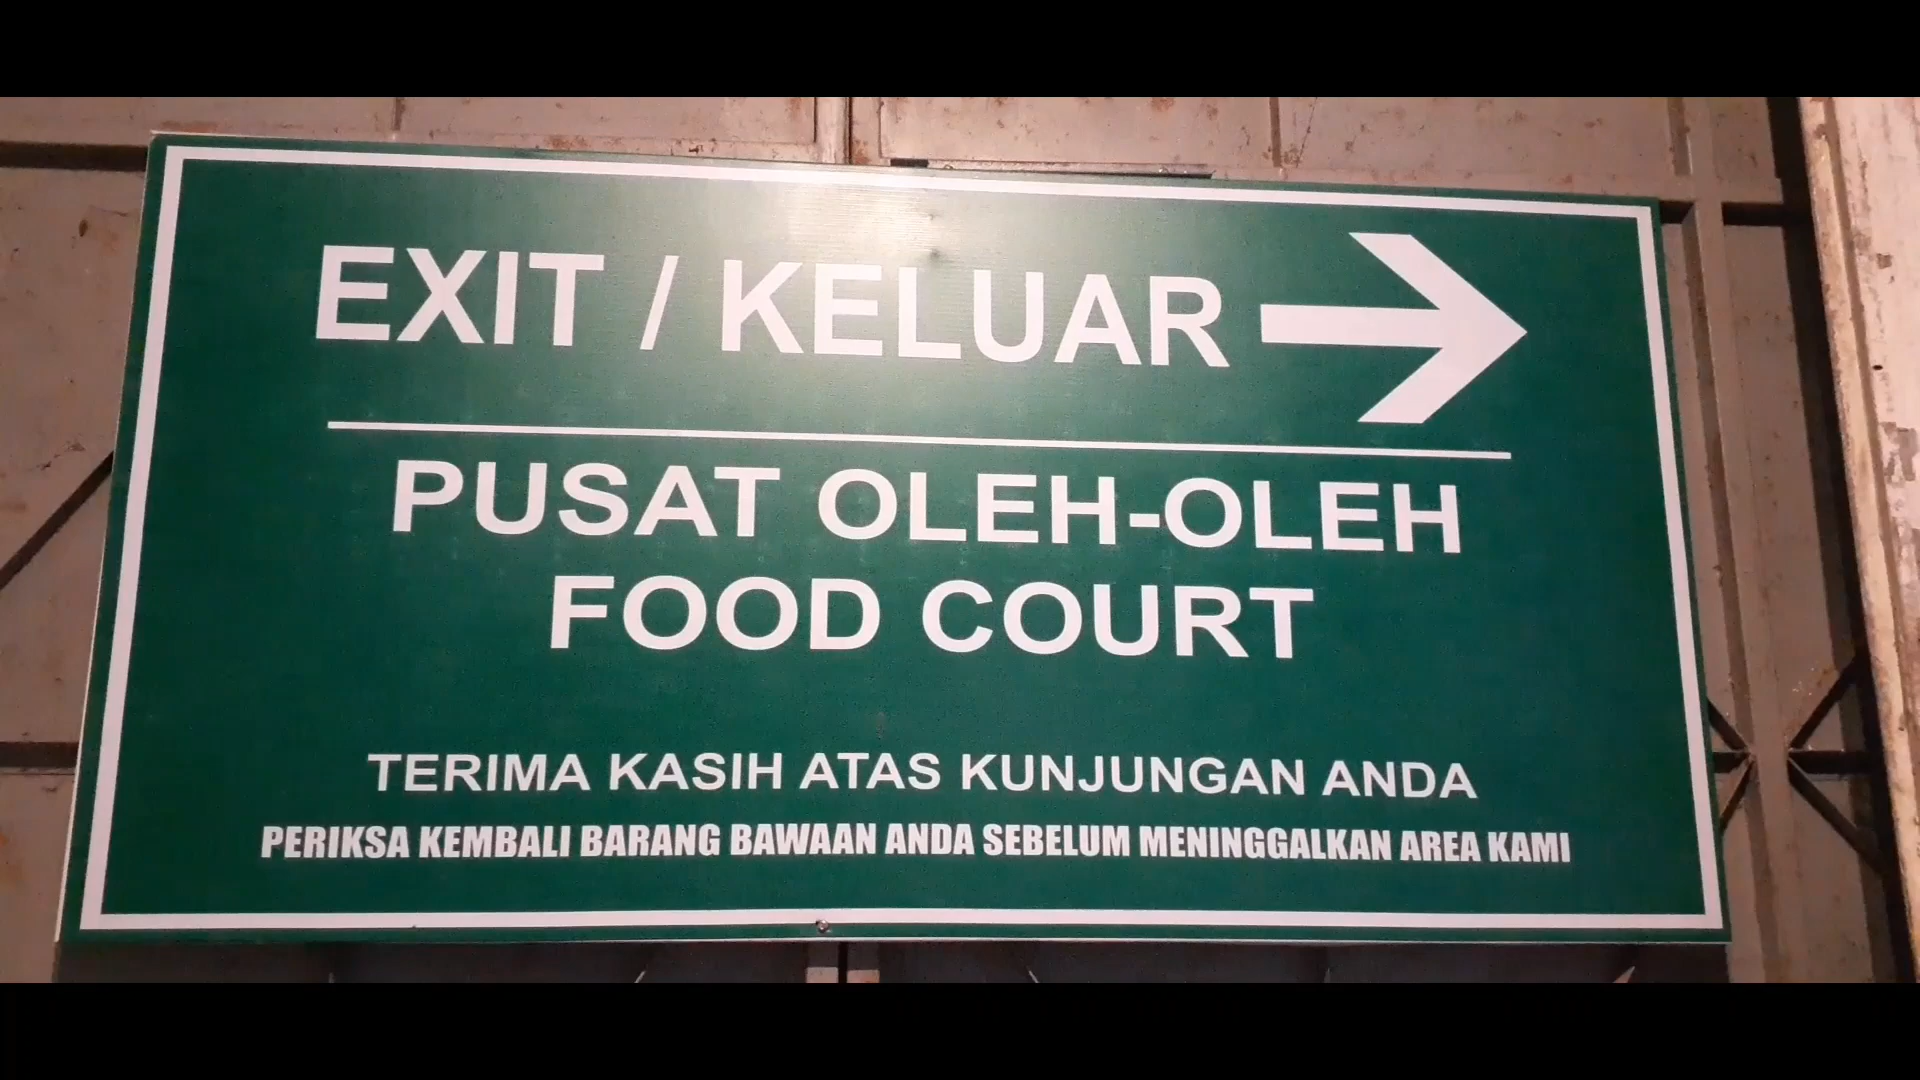 EXIT / KELUAR
PUSAT OLEH-OLEH
FOOD COURT
TERIMA KASIH ATAS KUNJUNGAN ANDA
PERIKSA KEMBALI BARANG BAWAAN ANDA SEBELUM MENINGGALKAN AREA KAMI